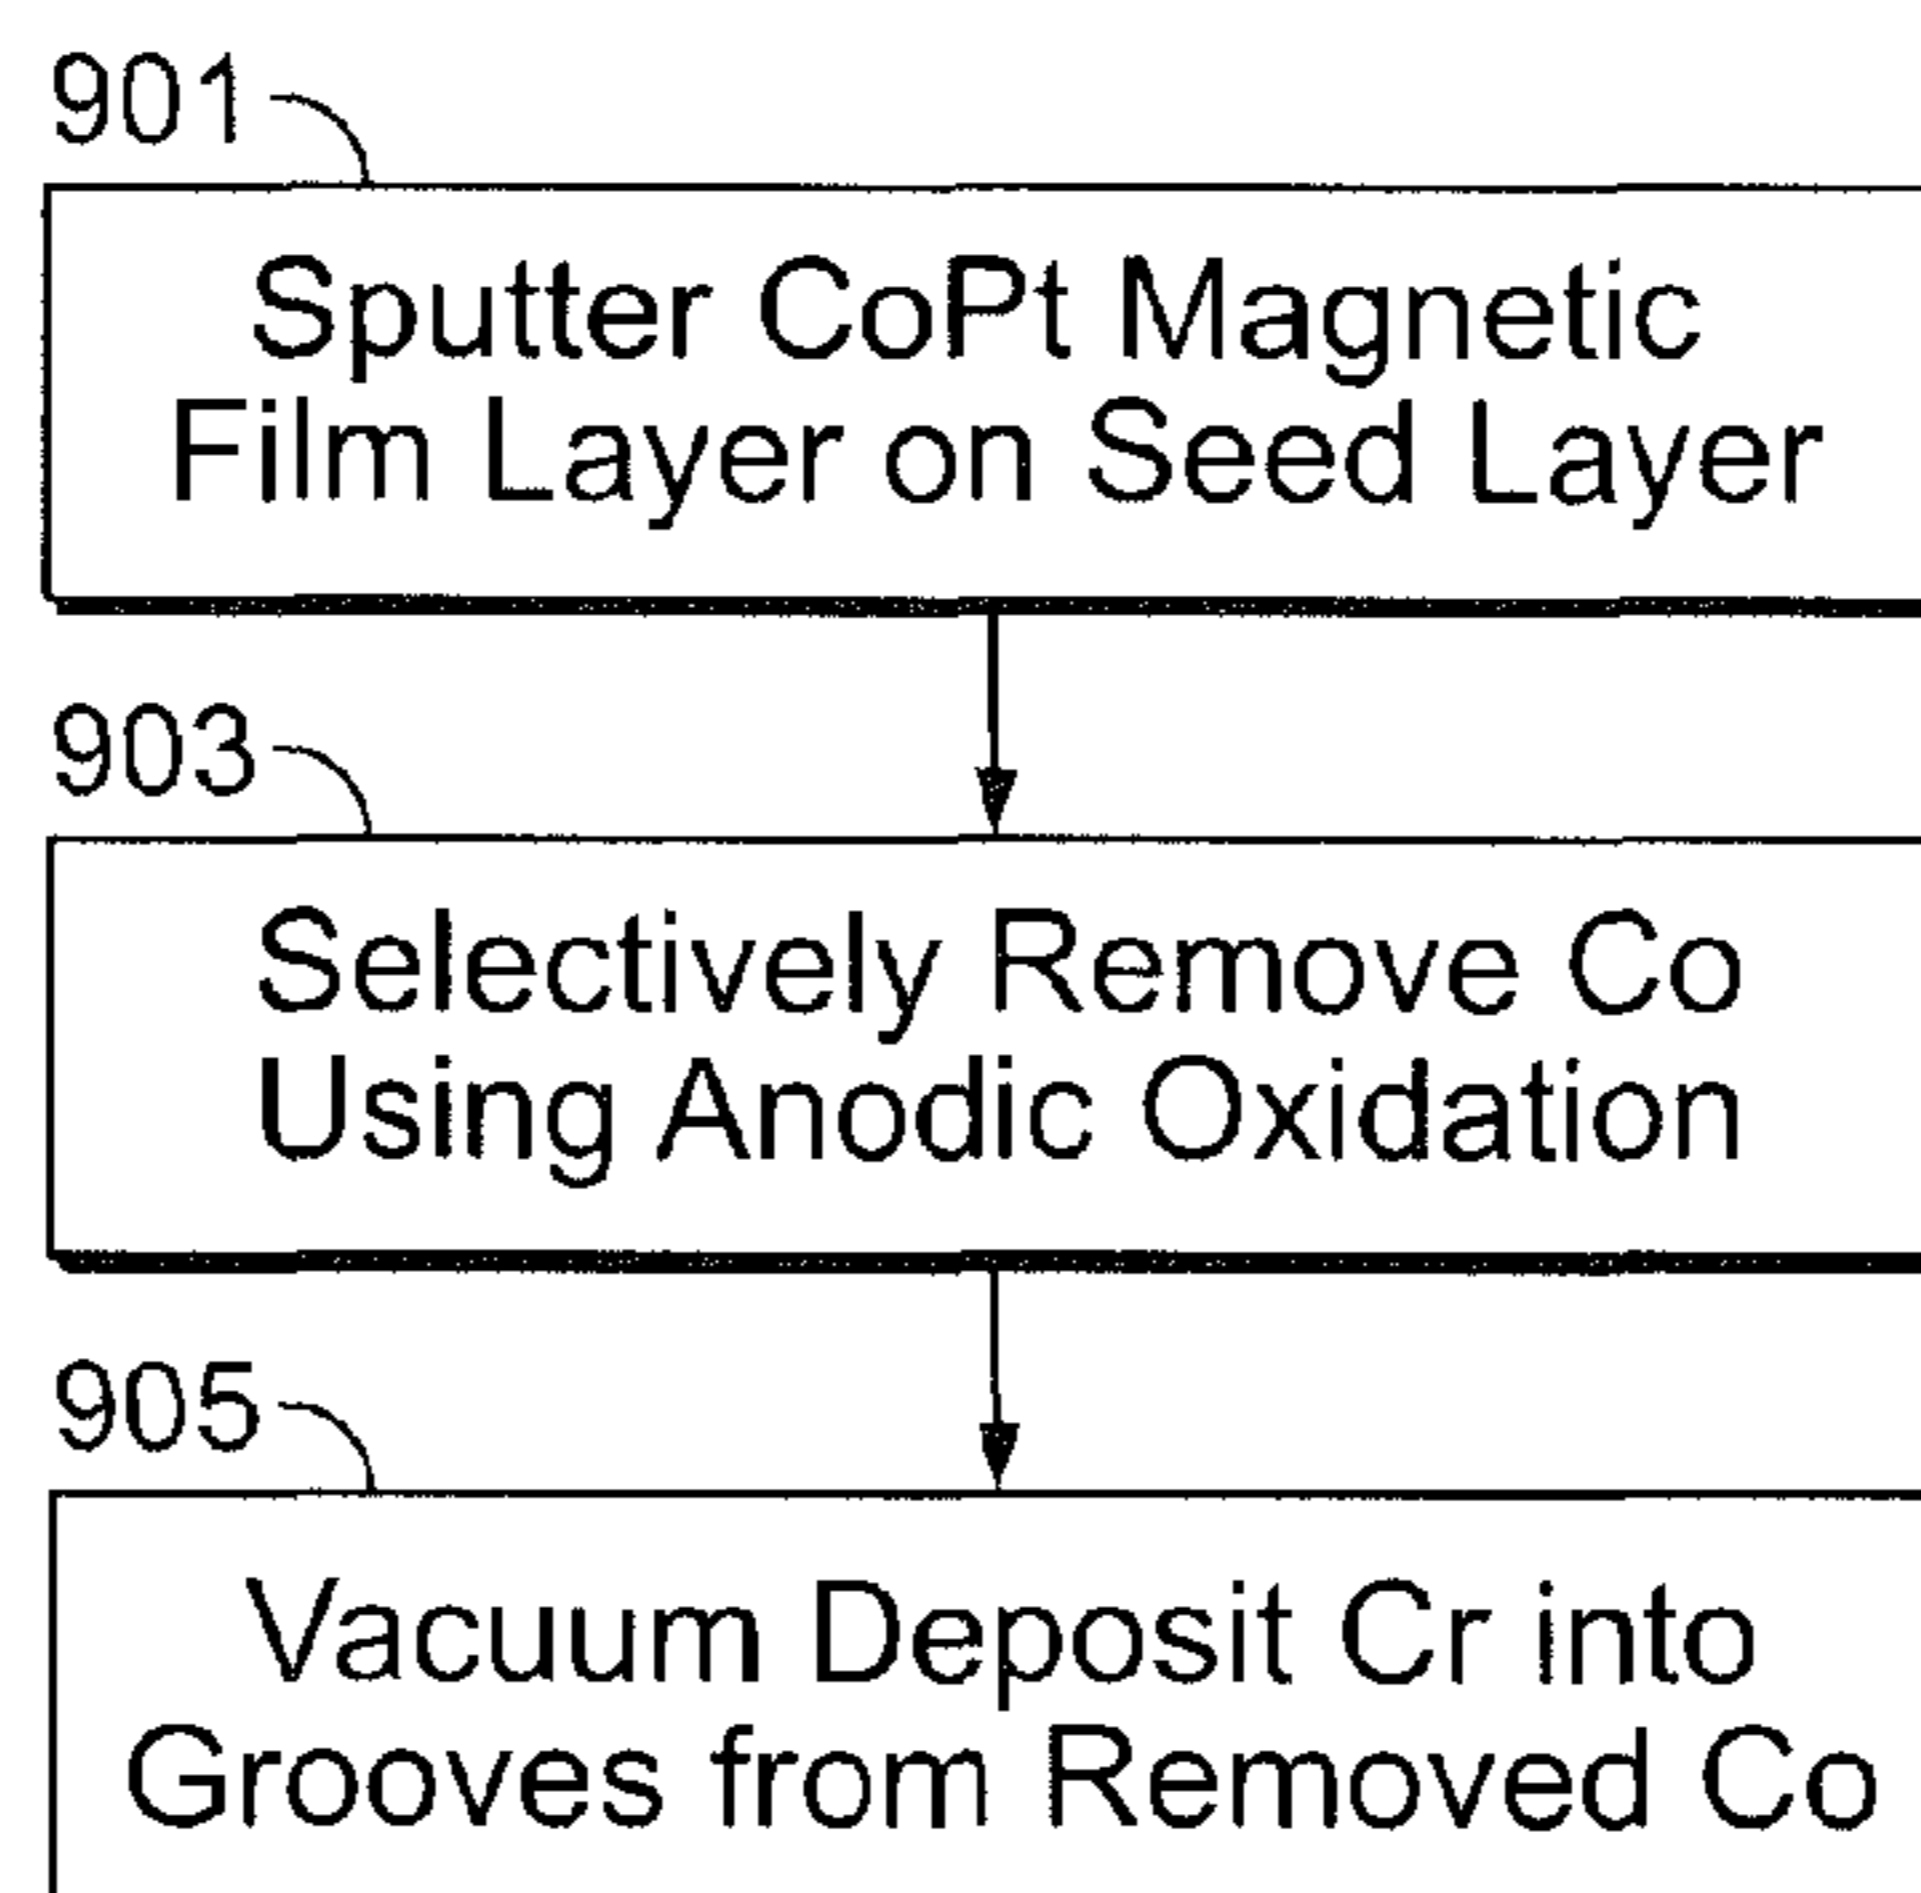 901
Sputter CoPt Magnetic
Film Layer on Seed Layer
903
Selectively Remove Co
Using Anodic Oxidation
905
Vacuum Deposit Cr into
Grooves from Removed Co